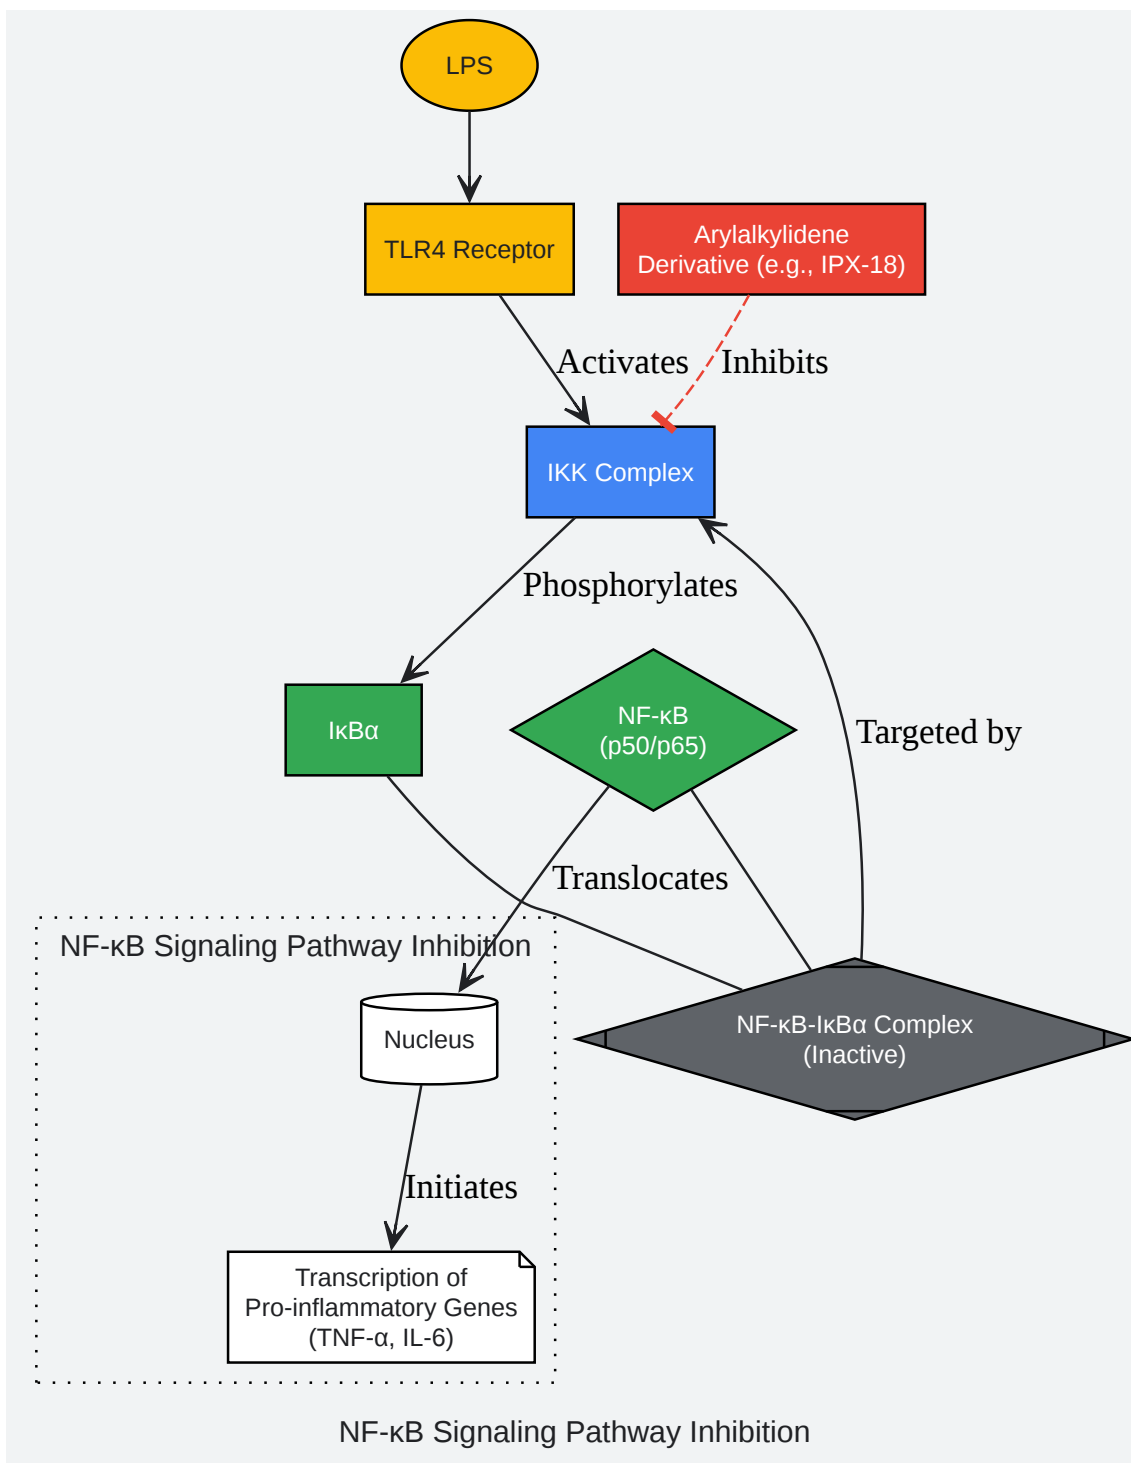 LPS
TLR4 Receptor
Arylalkylidene
Derivative (e.g., IPX-18)
Activates
Inhibits
IKK Complex
Phosphorylates
IκBα
NF-κB
(p50/p65)
Targeted by
Translocates
NF-κB Signaling Pathway Inhibition
Nucleus
NF-κB-IκBα Complex
(Inactive)
Initiates
Transcription of
Pro-inflammatory Genes
(TNF-α, IL-6)
NF-κB Signaling Pathway Inhibition